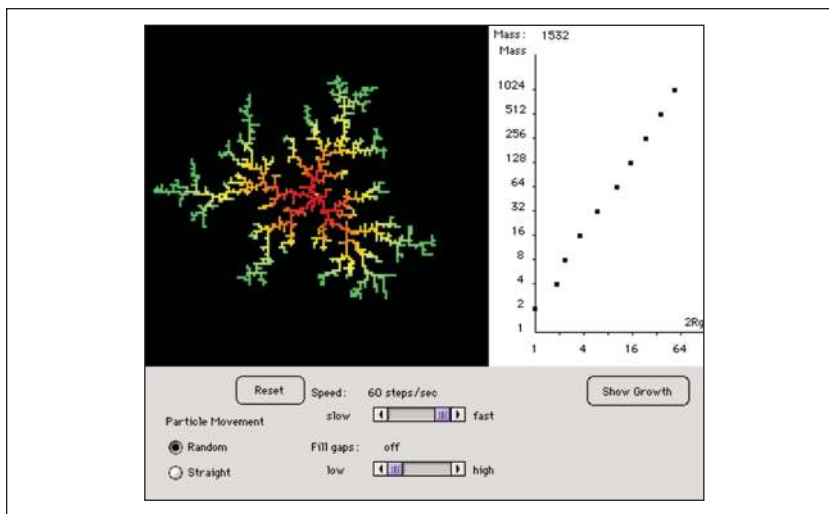 Mass: 1532
Mass
1024
512
256
128
64
32
16
8
4
2
1
2Rg
1 4 16 64
Reset
Speed: 60 steps/sec
Show Growth
slow fast
Particle Movement
Random
Fill gaps: off
Straight
low high